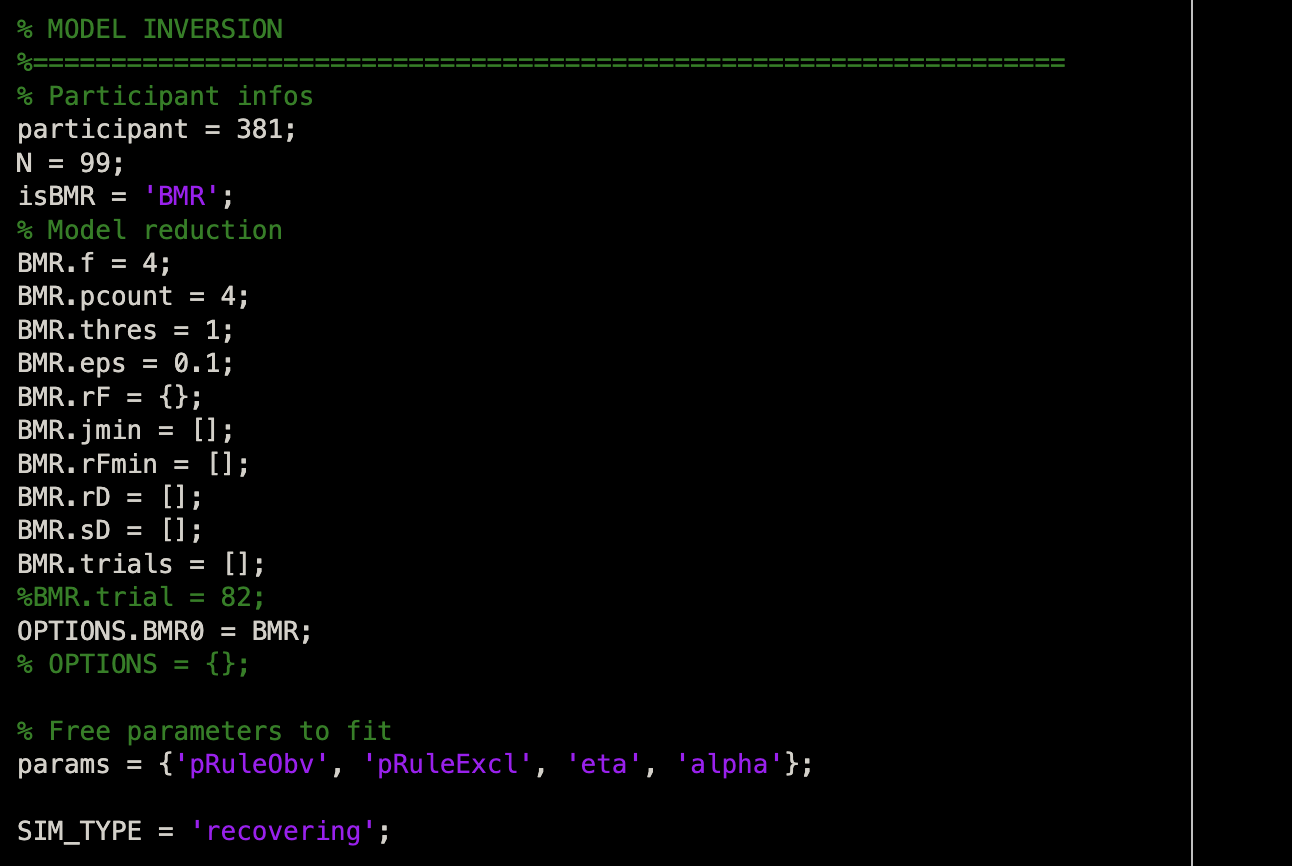 % MODEL INVERSION
%==================================================================
% Participant infos
participant = 381;
N = 99;
isBMR = 'BMR';
% Model reduction
BMR.f = 4;
BMR.pcount = 4;
BMR.thres = 1;
BMR.eps = 0.1;
BMR.rF = {};
BMR.jmin = [];
BMR.rFmin = [];
BMR.rD = [];
BMR.sD = [];
BMR.trials = [];
%BMR.trial = 82;
OPTIONS.BMR0 = BMR;
% OPTIONS = {};
% Free parameters to fit
params = {'pRuleObv', 'pRuleExcl', 'eta', 'alpha'};
SIM_TYPE = 'recovering';